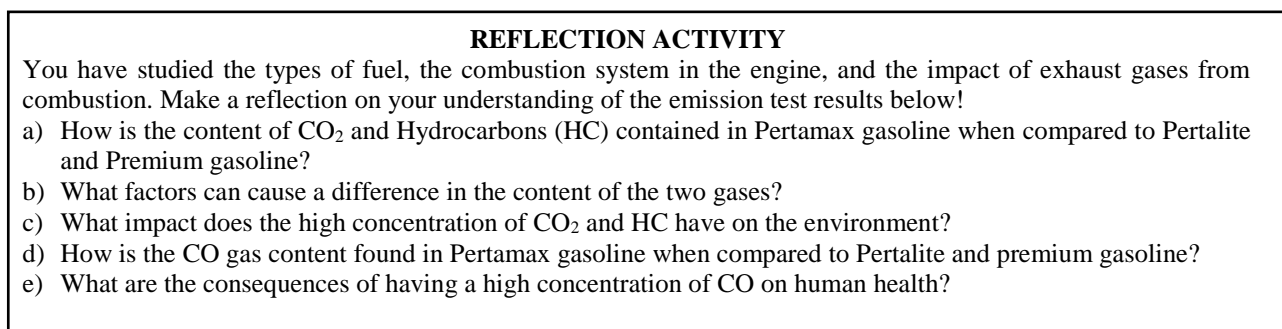 REFLECTION ACTIVITY
You have studied the types of fuel, the combustion system in the engine, and the impact of exhaust gases from
combustion. Make a reflection on your understanding of the emission test results below!
a) How is the content of CO₂ and Hydrocarbons (HC) contained in Pertamax gasoline when compared to Pertalite
and Premium gasoline?
b) What factors can cause a difference in the content of the two gases?
c) What impact does the high concentration of CO₂ and HC have on the environment?
d) How is the CO gas content found in Pertamax gasoline when compared to Pertalite and premium gasoline?
e) What are the consequences of having a high concentration of CO on human health?